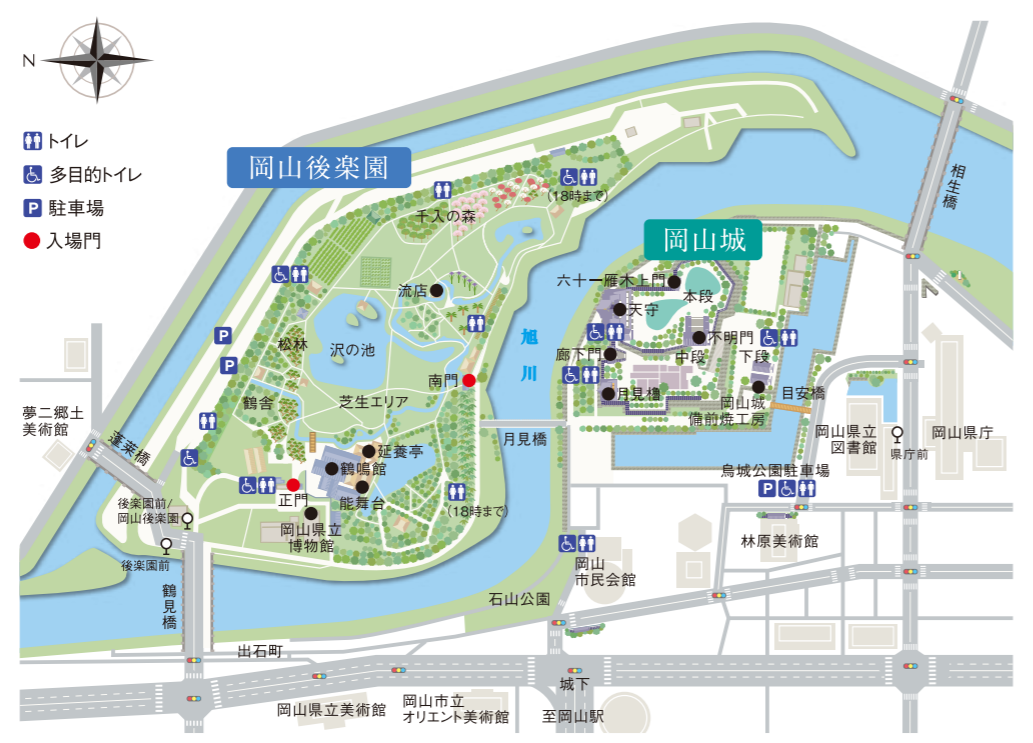 N
トイレ
多目的トイレ
P 駐車場
入場門
岡山後楽園
千入の森
(18時まで)
流店
松林
沢の池
P
P
鶴舎
芝生エリア
南門
延養亭
鶴鳴館
能舞台
正門
岡山県立
博物館
(18時まで)
夢二郷土
美術館
蓬莱橋
後楽園前/
岡山後楽園
後楽園前
鶴見橋
旭川
月見橋
岡山城
六十一雁木上門
本段
天守
不明門
廊下門
中段
下段
月見櫓
岡山城
備前焼工房
目安橋
相生橋
岡山県立
図書館
県庁前
岡山県庁
烏城公園駐車場
P
林原美術館
岡山
市民会館
石山公園
出石町
城下
岡山県立美術館
岡山市立
オリエント美術館
至岡山駅